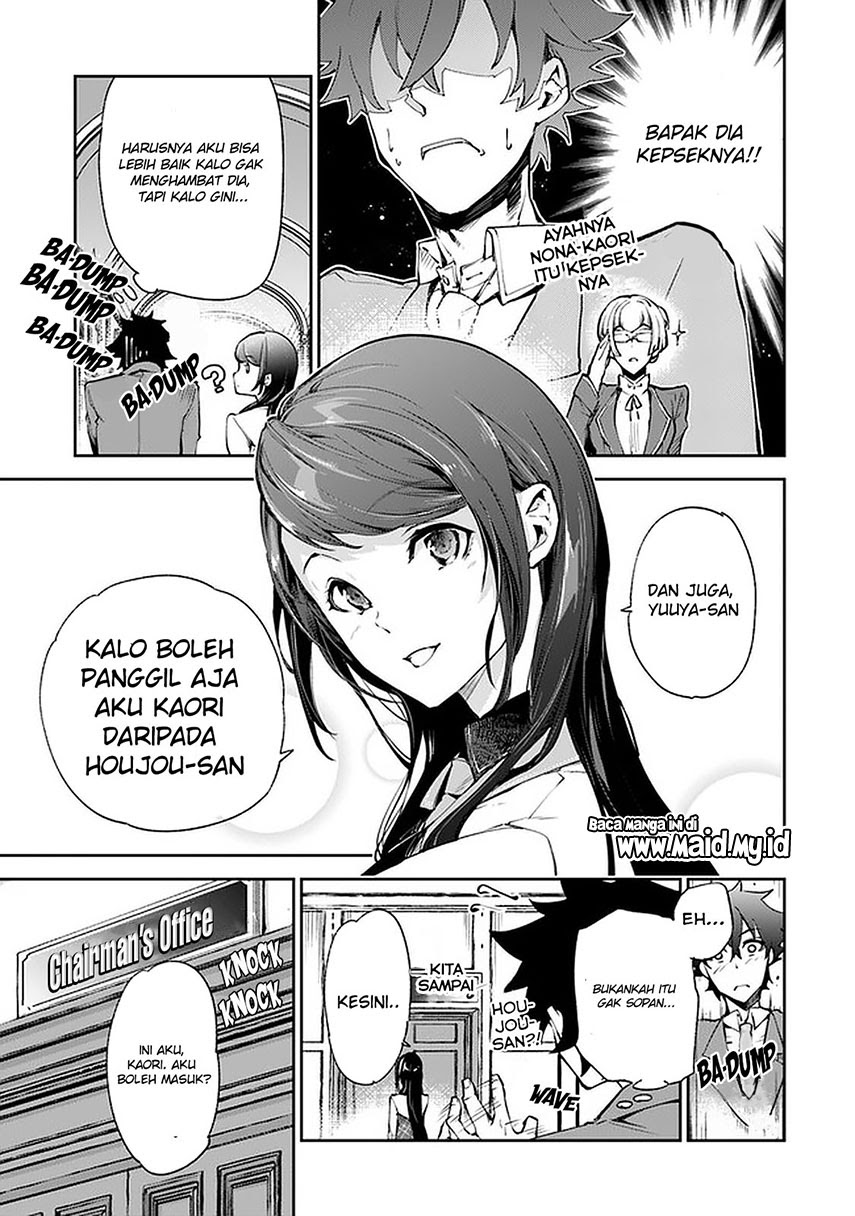 BAPAK DIA
KEPSEKNYA!!
AYAHNYA
NONA-KAORI
ITU KEPSEK-
NYA
HARUSNYA AKU BISA
LEBIH BAIK KALO GAK
MENGHAMBAT DIA,
TAPI KALO GINI...
BA-DUMP
BA-DUMP
BA-DUMP
BA-DUMP
?
DAN JUGA,
YUUYA-SAN
KALO BOLEH
PANGGIL AJA
AKU KAORI
DARIPADA
HOUJOU-SAN
Baca Manga ini di
www.Maid.My.id
EH...
BA-DUMP
BUKANKAH ITU
GAK SOPAN...
HOU-
JOU-
SAN?!
WAVE
KITA
SAMPAI
KESINI..
Chairman's Office
KNOCK
KNOCK
INI AKU,
KAORI. AKU
BOLEH MASUK?